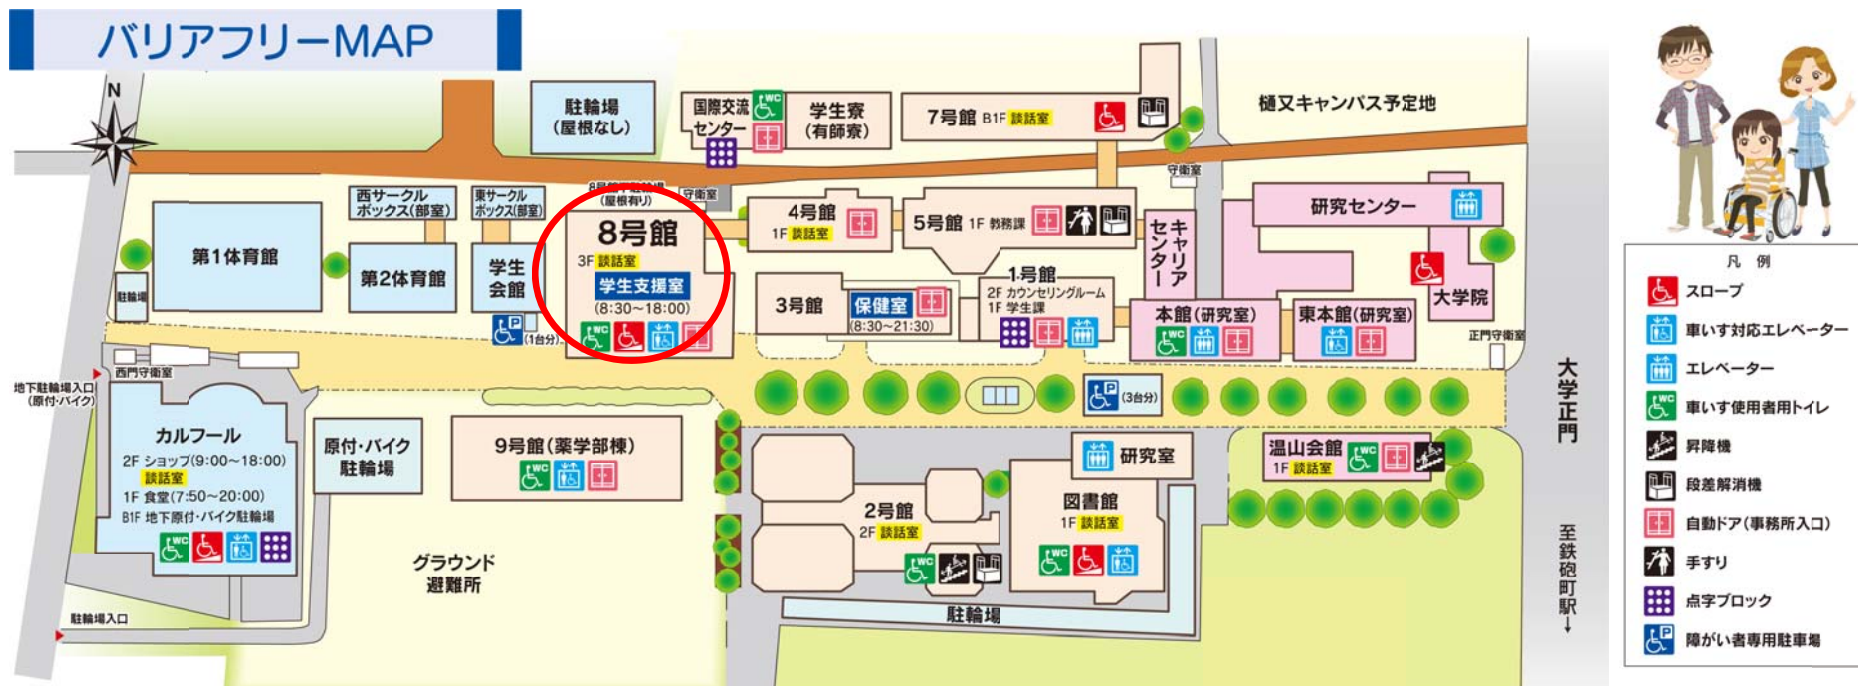 バリアフリーMAP
N
駐輪場
(屋根なし)
国際交流
センター
WC
学生寮
(有師寮)
7号館 B1F 談話室
樋又キャンパス予定地
守衛室
西サークル
ボックス(部室)
東サークル
ボックス(部室)
(屋根有り)
守衛室
第1体育館
第2体育館
学生
会館
駐輪場
P
(1台分)
8号館
3F 談話室
学生支援室
(8:30~18:00)
WC
4号館
1F 談話室
5号館 1F 教務課
キャリア
センター
研究センター
大学院
3号館
保健室
(8:30~21:30)
1号館
2F カウンセリングルーム
1F 学生課
本館(研究室)
WC
東本館(研究室)
正門守衛室
西門守衛室
地下駐輪場入口
(原付・バイク)
P
(3台分)
大学正門
カルフール
2F ショップ(9:00~18:00)
談話室
1F 食堂(7:50~20:00)
B1F 地下原付・バイク駐輪場
WC
原付・バイク
駐輪場
9号館(薬学部棟)
WC
研究室
温山会館
1F 談話室
WC
2号館
2F 談話室
WC
図書館
1F 談話室
WC
グラウンド
避難所
駐輪場
駐輪場入口
至鉄砲町駅→
凡 例
スロープ
車いす対応エレベーター
エレベーター
WC
車いす使用者用トイレ
昇降機
段差解消機
自動ドア(事務所入口)
手すり
点字ブロック
P
障がい者専用駐車場